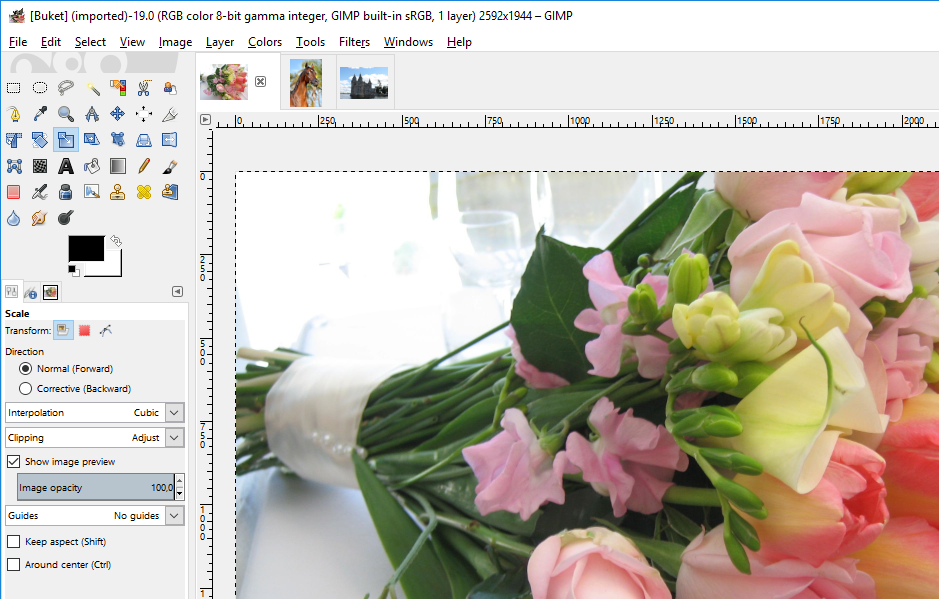 [Buket] (imported)-19.0 (RGB color 8-bit gamma integer, GIMP built-in sRGB, 1 layer) 2592x1944 – GIMP
File Edit Select View Image Layer Colors Tools Filters Windows Help
0 250 500 750 1000 1250 1500 1750 2000
0
250
500
750
1000
1
Scale
Transform:
Direction
Normal (Forward)
Corrective (Backward)
Interpolation Cubic
Clipping Adjust
Show image preview
Image opacity 100,0
Guides No guides
Keep aspect (Shift)
Around center (Ctrl)